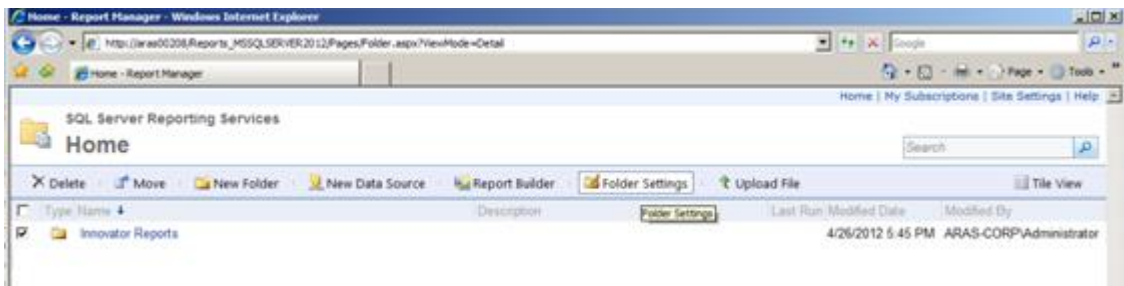 Home - Report Manager - Windows Internet Explorer
http://aras00208/Reports_MSSQLSERVER2012/Pages/Folder.aspx?ViewMode=Detail
Google
Home - Report Manager
Page Tools
Home | My Subscriptions | Site Settings | Help
SQL Server Reporting Services
Home
Search
Delete Move New Folder New Data Source Report Builder Folder Settings Upload File Tile View
Type Name Description Last Run Modified Date Modified By
Folder Settings
Innovator Reports 4/26/2012 5:45 PM ARAS-CORP\Administrator